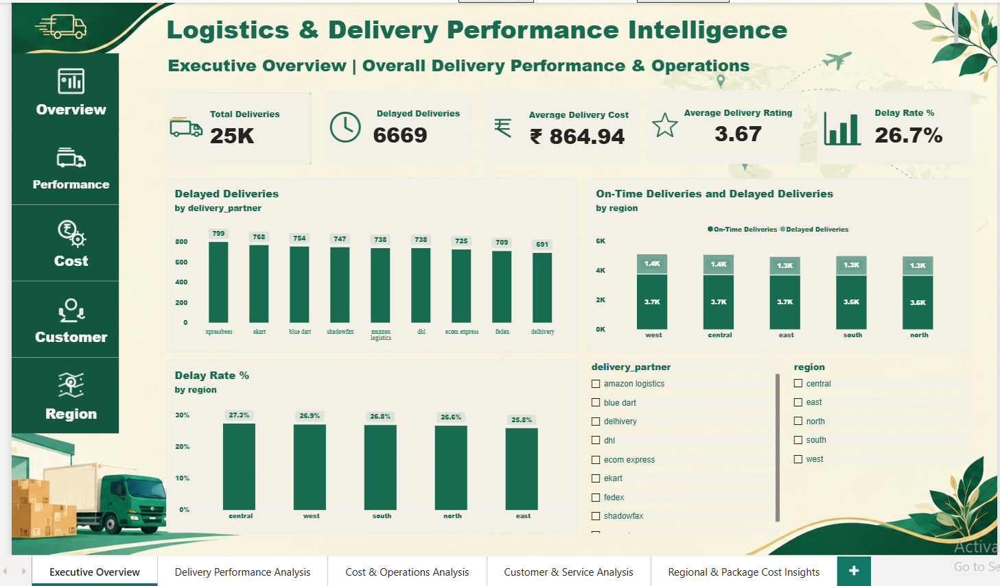 Logistics & Delivery Performance Intelligence
Executive Overview | Overall Delivery Performance & Operations
Overview
Performance
Cost
Customer
Region
Total Deliveries
25K
Delayed Deliveries
6669
Average Delivery Cost
₹ 864.94
Average Delivery Rating
3.67
Delay Rate %
26.7%
Delayed Deliveries
by delivery_partner
800
600
400
200
0
799
768
754
747
738
738
725
709
691
xpressbees
ekart
blue dart
shadowfax
amazon
logistics
dhl
ecom express
fedex
delhivery
On-Time Deliveries and Delayed Deliveries
by region
On-Time Deliveries Delayed Deliveries
6K
4K
2K
0K
1.4K
1.4K
1.3K
1.3K
1.3K
3.7K
3.7K
3.7K
3.6K
3.6K
west
central
east
south
north
Delay Rate %
by region
30%
20%
10%
0%
27.3%
26.9%
26.8%
26.6%
25.8%
central
west
south
north
east
delivery_partner
amazon logistics
blue dart
delhivery
dhl
ecom express
ekart
fedex
shadowfax
region
central
east
north
south
west
Activa
Go to Se
Executive Overview
Delivery Performance Analysis
Cost & Operations Analysis
Customer & Service Analysis
Regional & Package Cost Insights
+